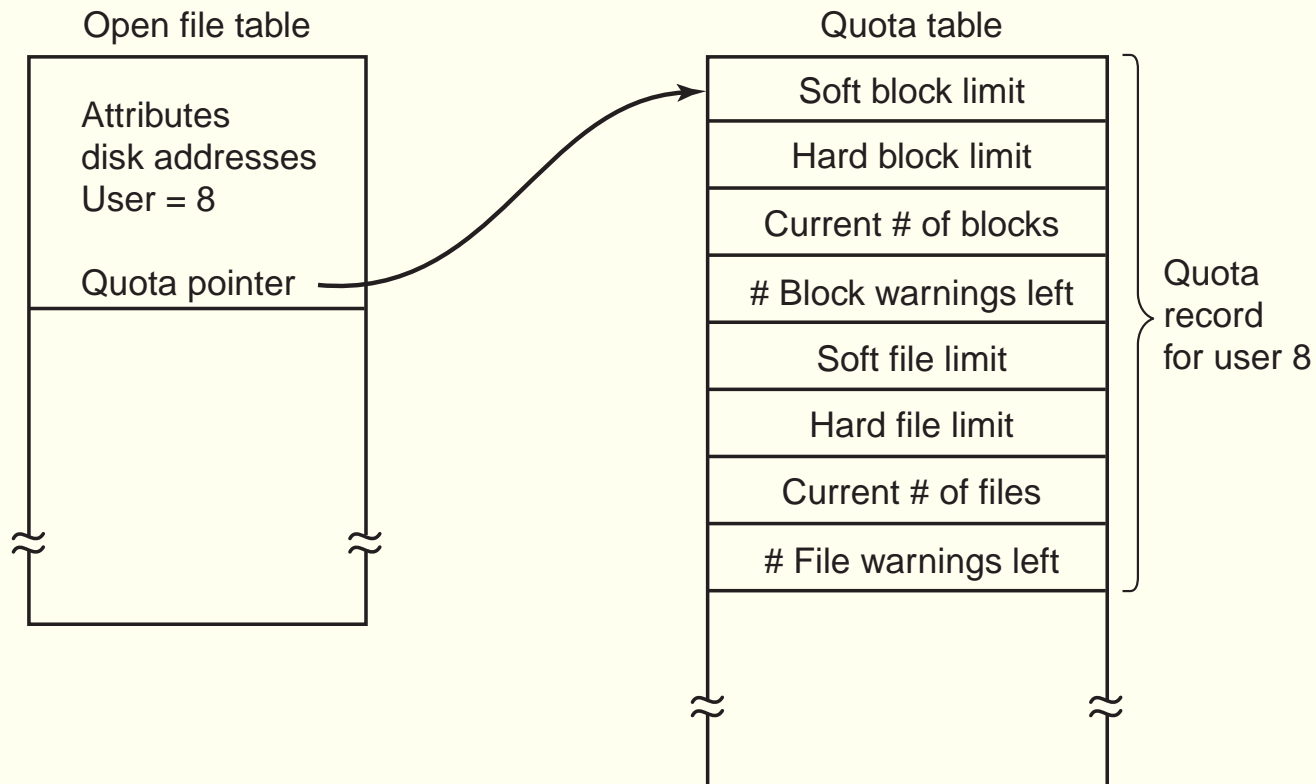 Open file table
Attributes
disk addresses
User = 8
Quota pointer
Quota table
Soft block limit
Hard block limit
Current # of blocks
# Block warnings left
Soft file limit
Hard file limit
Current # of files
# File warnings left
Quota
record
for user 8